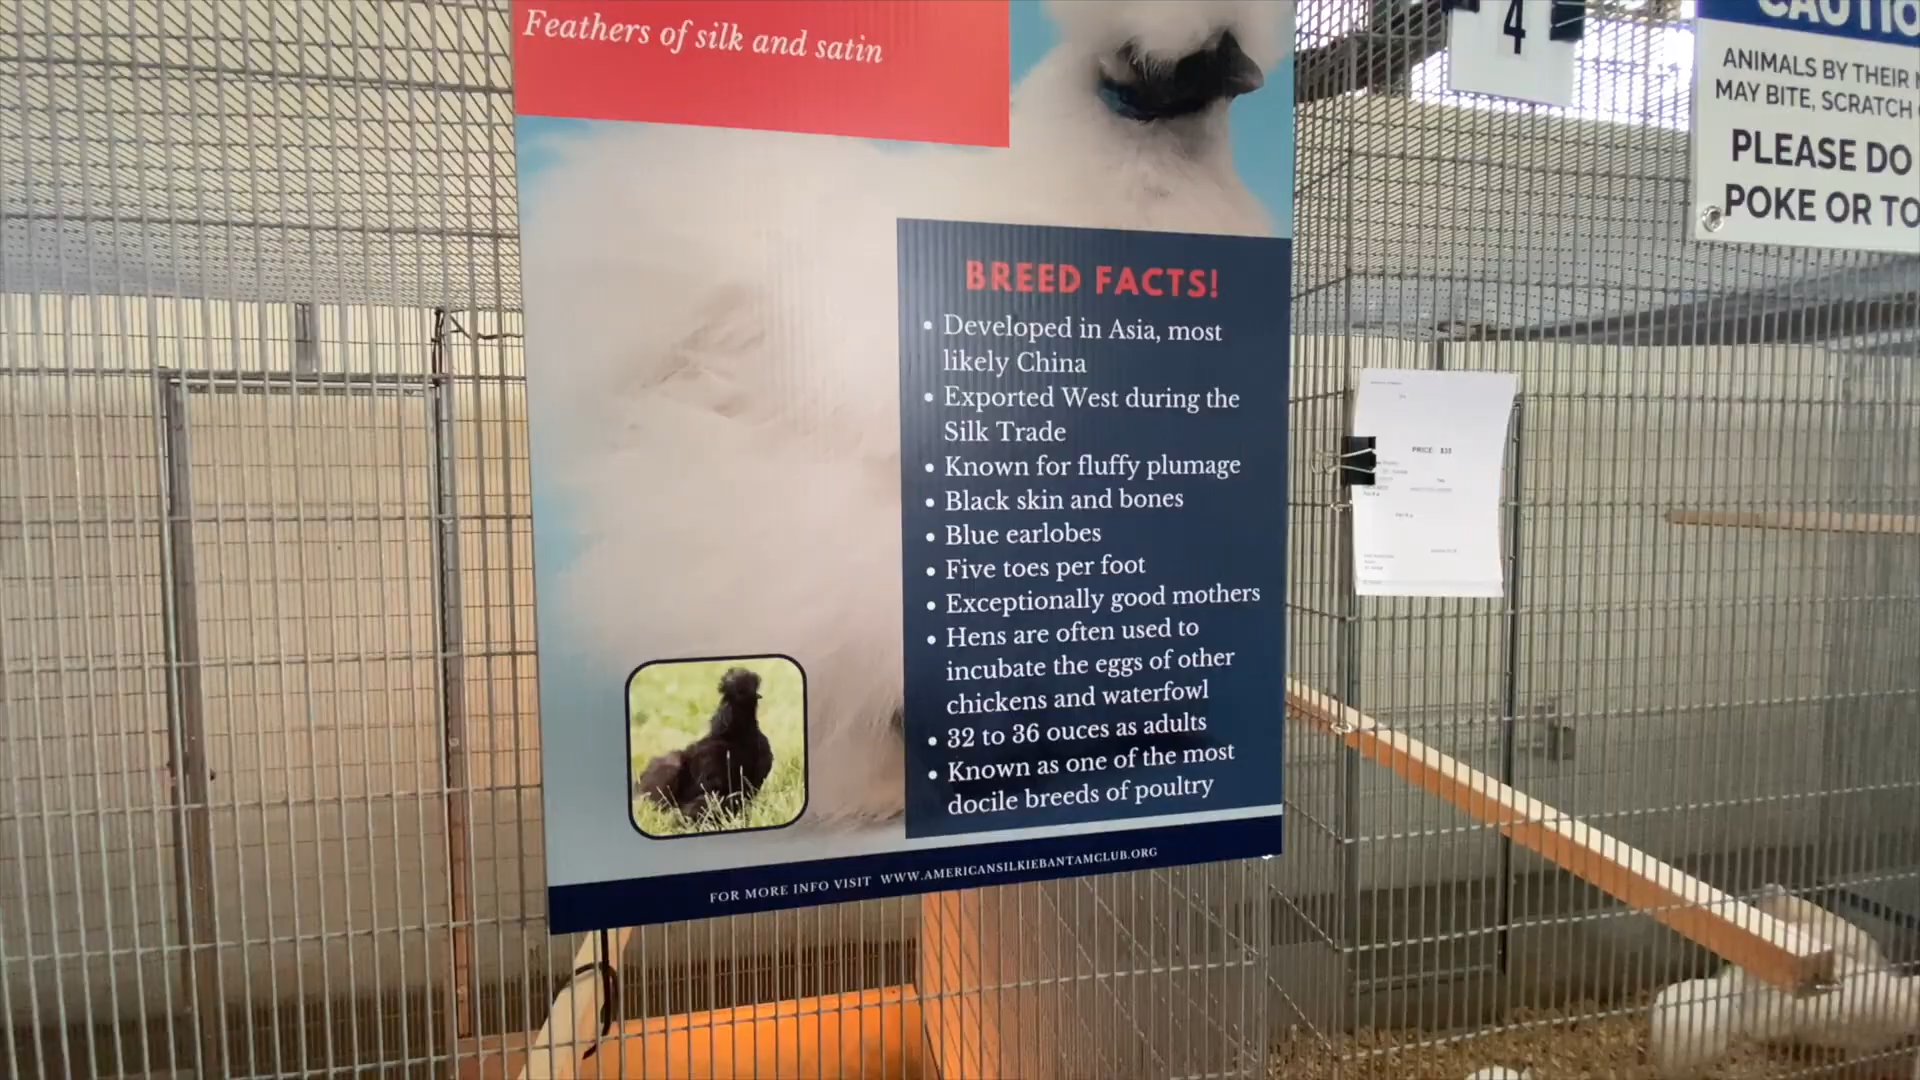 Feathers of silk and satin
BREED FACTS!
• Developed in Asia, most
likely China
• Exported West during the
Silk Trade
• Known for fluffy plumage
• Black skin and bones
• Blue earlobes
• Five toes per foot
• Exceptionally good mothers
• Hens are often used to
incubate the eggs of other
chickens and waterfowl
• 32 to 36 ouces as adults
• Known as one of the most
docile breeds of poultry
FOR MORE INFO VISIT WWW.AMERICANSILKIEBANTAMCLUB.ORG
4
CAUTIO
ANIMALS BY THEIR
MAY BITE, SCRATCH
PLEASE DO
POKE OR TO
PRICE: $35